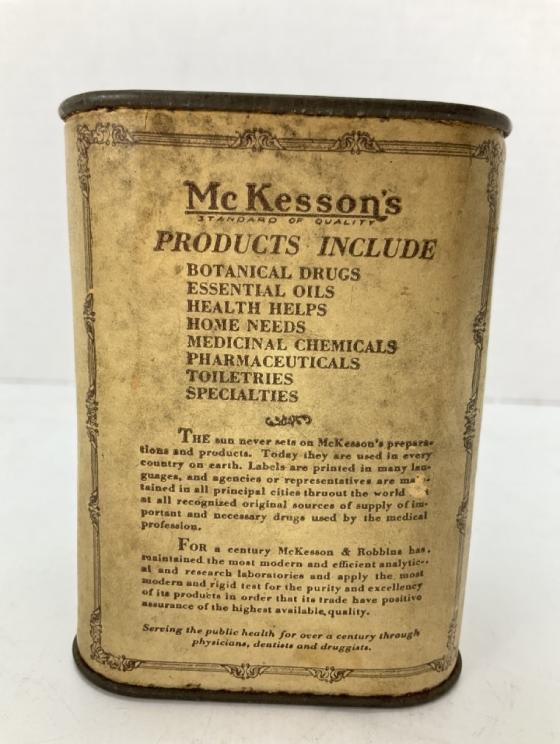 McKesson's
STANDARD OF QUALITY
PRODUCTS INCLUDE
BOTANICAL DRUGS
ESSENTIAL OILS
HEALTH HELPS
HOME NEEDS
MEDICINAL CHEMICALS
PHARMACEUTICALS
TOILETRIES
SPECIALTIES
THE sun never sets on McKesson's prepara-
tions and products. Today they are used in every
country on earth. Labels are printed in many lan-
guages, and agencies or representatives are main-
tained in all principal cities thruout the world
at all recognized original sources of supply of im-
portant and necessary drugs used by the medical
profession.
FOR a century McKesson & Robbins has
maintained the most modern and efficient analytic-
al and research laboratories and apply the most
modern and rigid test for the purity and excellency
of its products in order that its trade have positive
assurance of the highest available quality.
Serving the public health for over a century through
physicians, dentists and druggists.